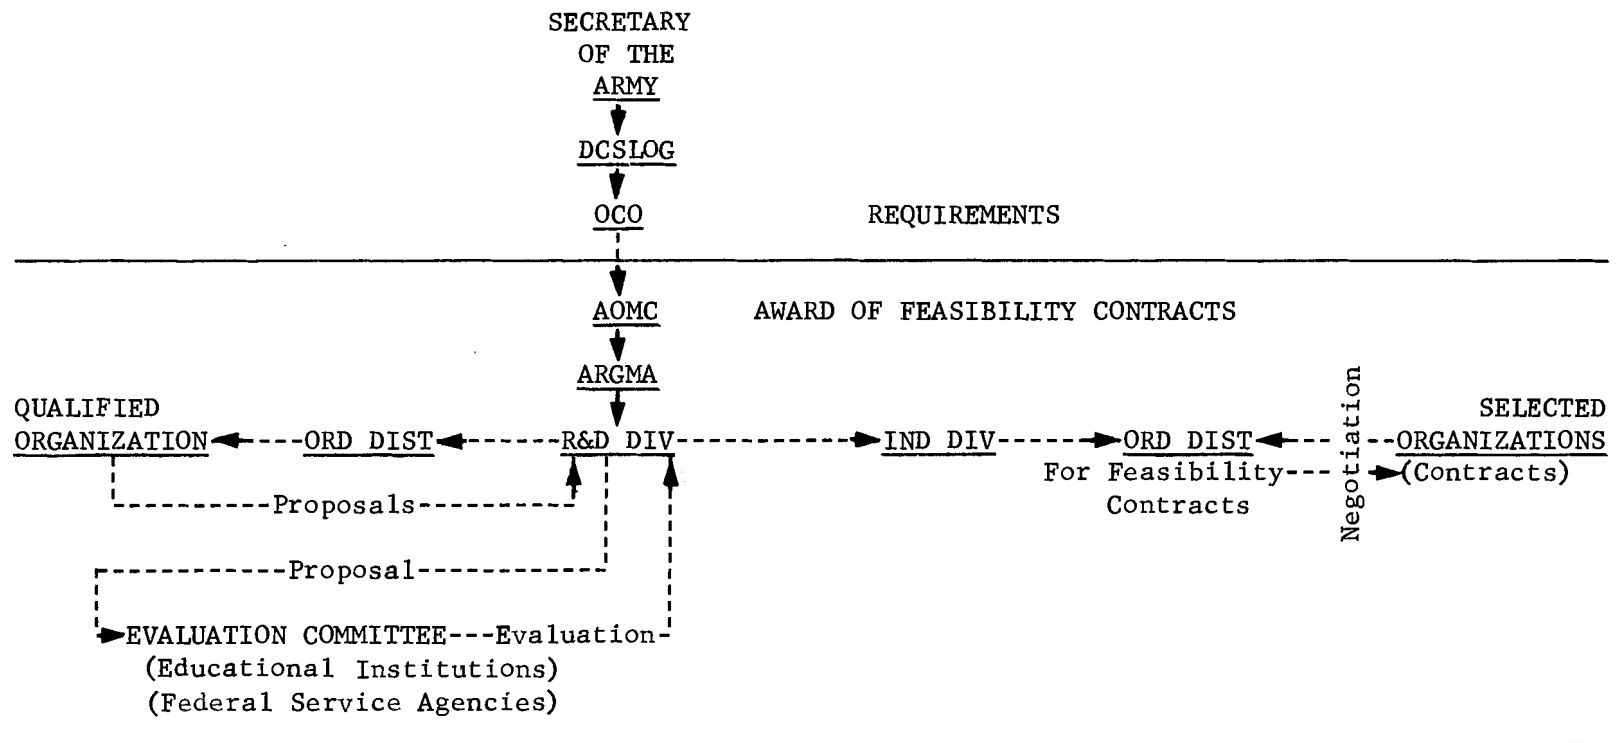 SECRETARY
OF THE
ARMY
DCSLOG
OCO
REQUIREMENTS
AOMC
AWARD OF FEASIBILITY CONTRACTS
ARGMA
QUALIFIED
ORGANIZATION
ORD DIST
R&D DIV
IND DIV
ORD DIST
For Feasibility
Contracts
Negotiation
SELECTED
ORGANIZATIONS
(Contracts)
Proposals
Proposal
EVALUATION COMMITTEE
Evaluation
(Educational Institutions)
(Federal Service Agencies)